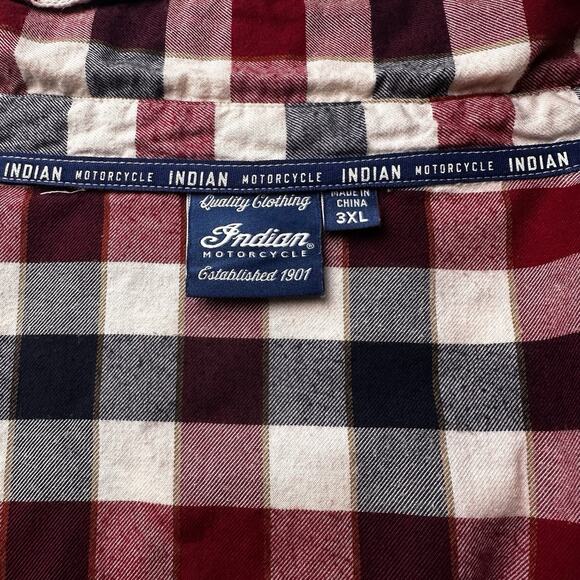 INDIAN MOTORCYCLE INDIAN MOTORCYCLE INDIAN MOTORCYCLE INDIAN
Quality Clothing
Indian®
MOTORCYCLE
Established 1901
MADE IN
CHINA
3XL